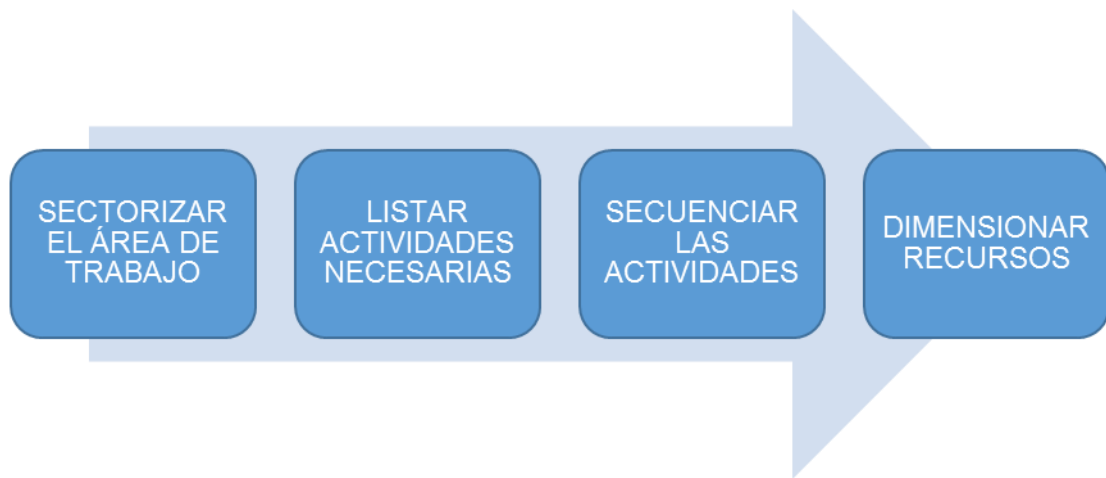 SECTORIZAR
EL ÁREA DE
TRABAJO
LISTAR
ACTIVIDADES
NECESARIAS
SECUENCIAR
LAS
ACTIVIDADES
DIMENSIONAR
RECURSOS